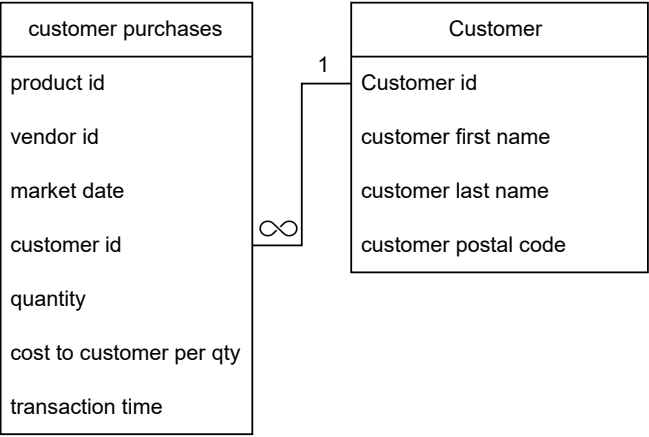 customer purchases
product id
vendor id
market date
customer id
quantity
cost to customer per qty
transaction time
1
∞
Customer
Customer id
customer first name
customer last name
customer postal code